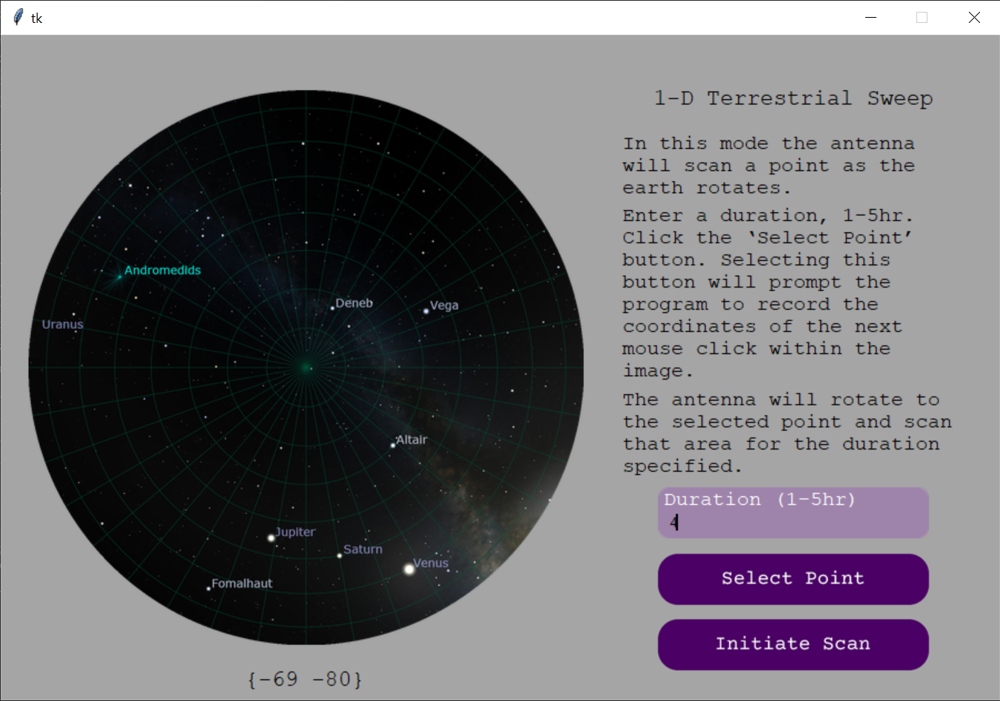 tk
1-D Terrestrial Sweep
In this mode the antenna
will scan a point as the
earth rotates.
Enter a duration, 1-5hr.
Click the ‘Select Point’
button. Selecting this
button will prompt the
program to record the
coordinates of the next
mouse click within the
image.
The antenna will rotate to
the selected point and scan
that area for the duration
specified.
Duration (1-5hr)
4
Select Point
Initiate Scan
Andromedids
Deneb
Vega
Uranus
Altair
Jupiter
Saturn
Venus
Fomalhaut
{-69 -80}